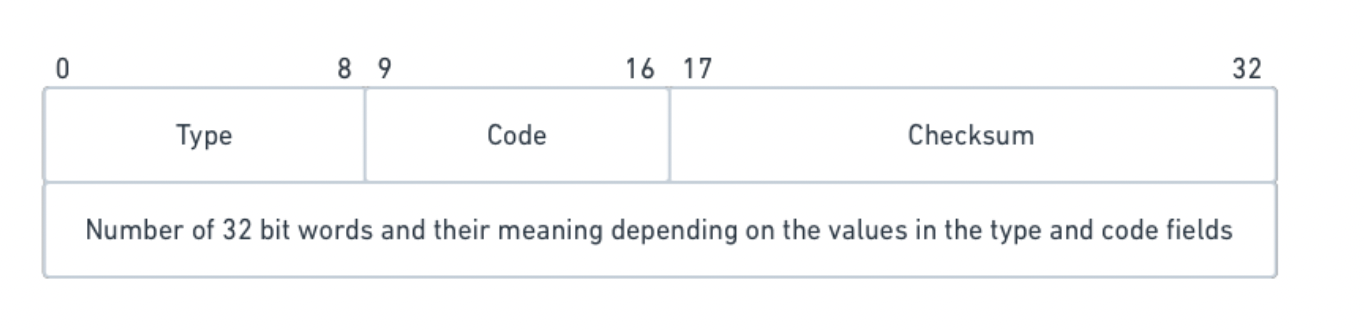 0 8 9 16 17 32
Type Code Checksum
Number of 32 bit words and their meaning depending on the values in the type and code fields